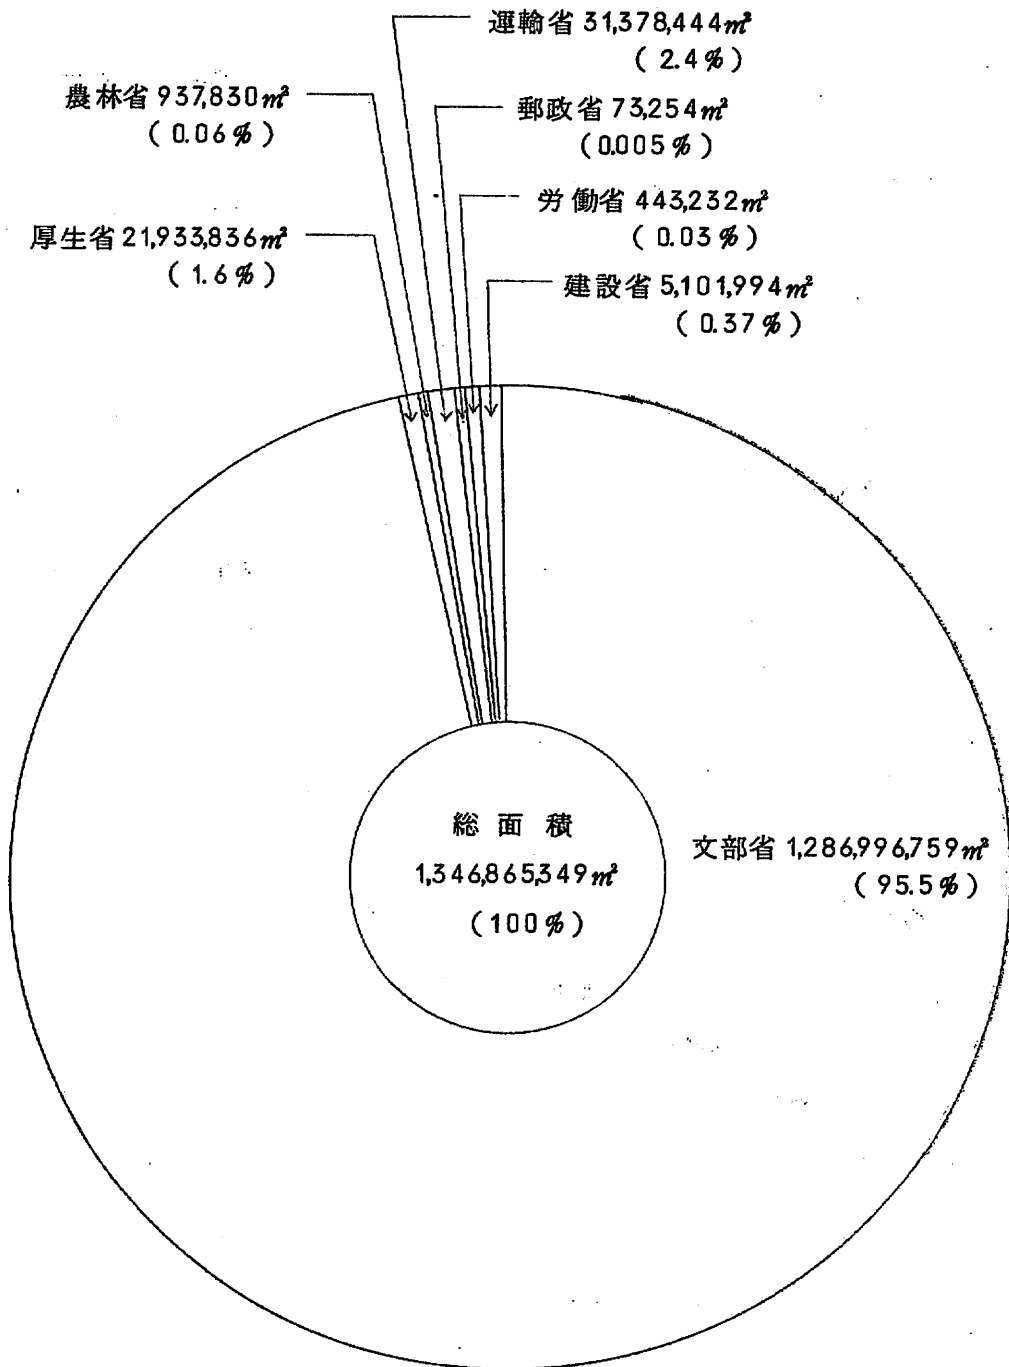 運輸省 31,378,444㎡
( 2.4 % )
農林省 937,830㎡
( 0.06 % )
郵政省 73,254㎡
( 0.005 % )
労働省 443,232㎡
( 0.03 % )
厚生省 21,933,836㎡
( 1.6 % )
建設省 5,101,994㎡
( 0.37 % )
総面積
1,346,865,349㎡
( 100 % )
文部省 1,286,996,759㎡
( 95.5 % )